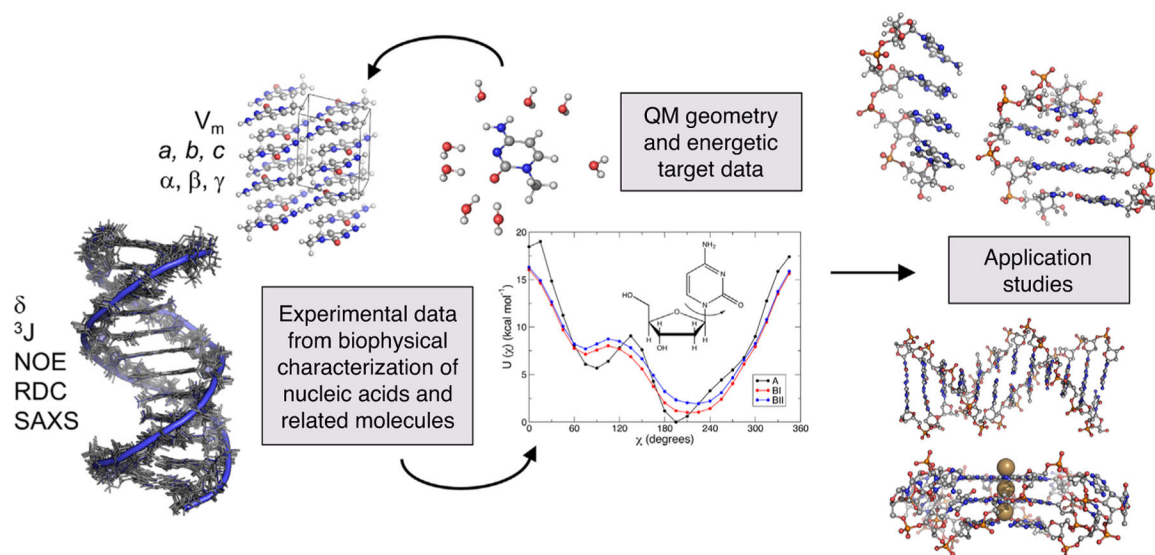 V_m
a, b, c
α, β, γ
QM geometry
and energetic
target data
δ
³J
NOE
RDC
SAXS
Experimental data
from biophysical
characterization of
nucleic acids and
related molecules
U (χ) (kcal mol⁻¹)
20
15
10
5
0
0
60
120
180
240
300
360
χ (degrees)
NH₂
N
N
O
HO
O
H
H
H
H
OH
H
A
BI
BII
Application
studies